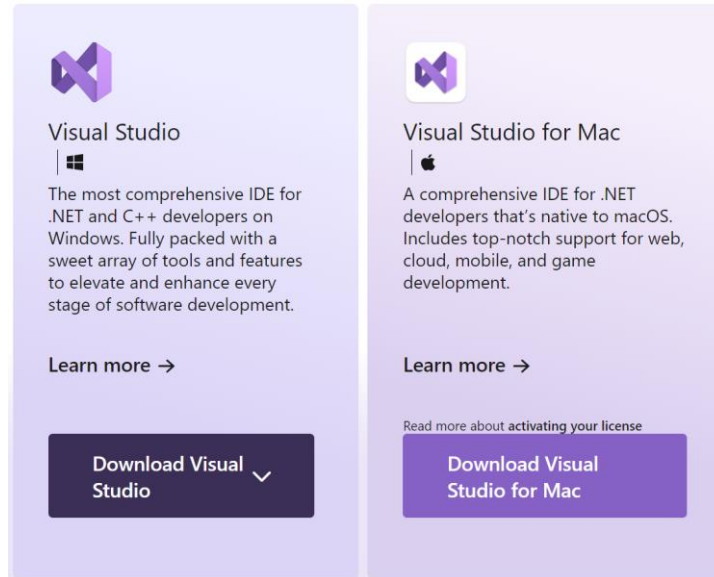 Visual Studio
The most comprehensive IDE for
.NET and C++ developers on
Windows. Fully packed with a
sweet array of tools and features
to elevate and enhance every
stage of software development.
Learn more →
Download Visual
Studio
Visual Studio for Mac
A comprehensive IDE for .NET
developers that's native to macOS.
Includes top-notch support for web,
cloud, mobile, and game
development.
Learn more →
Read more about activating your license
Download Visual
Studio for Mac